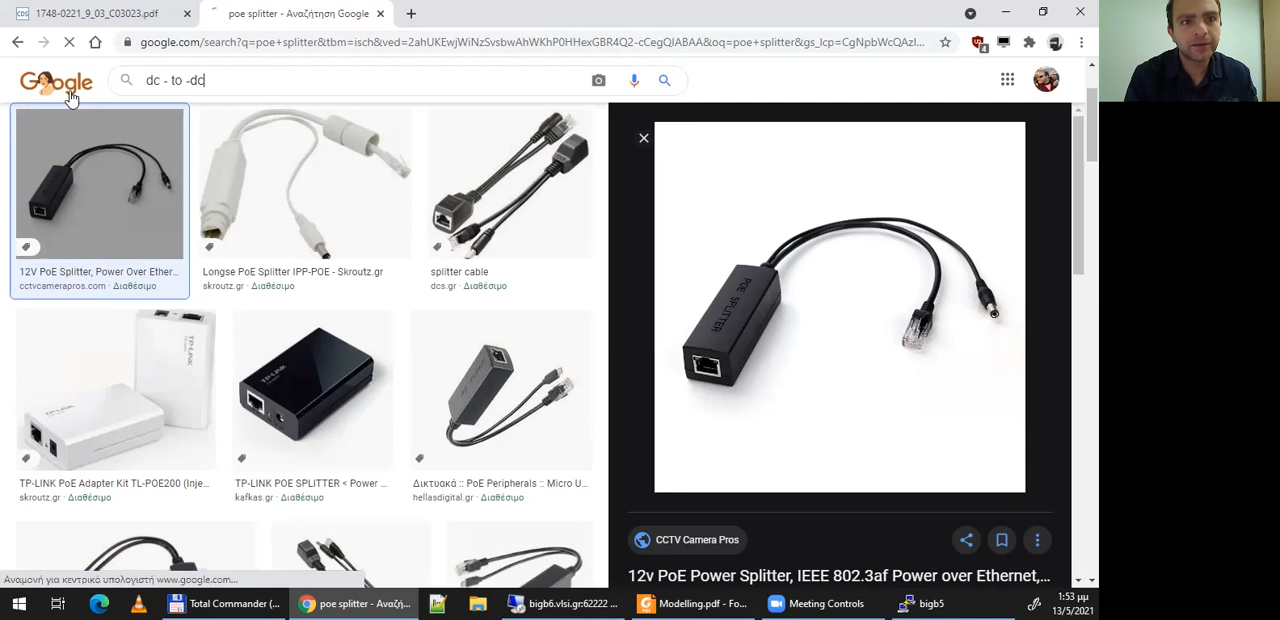 1748-0221_9_03_C03023.pdf
poe splitter - Αναζήτηση Google
google.com/search?q=poe+splitter&tbm=isch&ved=2ahUKEwjWiNzSvsbwAhWKhP0HHexGBR4Q2-cCegQIABAA&oq=poe+splitter&gs_lcp=CgNpbWcQAzI...
4
Google
dc - to -dc
12V PoE Splitter, Power Over Ether...
cctvcamerapros.com · Διαθέσιμο
Longse PoE Splitter IPP-POE - Skroutz.gr
skroutz.gr · Διαθέσιμο
splitter cable
dcs.gr · Διαθέσιμο
POE SPLITTER
TP-LINK PoE Adapter Kit TL-POE200 (Inje...
skroutz.gr · Διαθέσιμο
TP-LINK POE SPLITTER < Power ...
kafkas.gr · Διαθέσιμο
Δικτυακά :: PoE Peripherals :: Micro U...
hellasdigital.gr · Διαθέσιμο
CCTV Camera Pros
12v PoE Power Splitter, IEEE 802.3af Power over Ethernet,...
Αναμονή για κεντρικό υπολογιστή www.google.com...
Total Commander (...
poe splitter - Αναζή...
bigb6.vlsi.gr:62222 ...
Modelling.pdf - Fo...
Meeting Controls
bigb5
1:53 μμ
13/5/2021